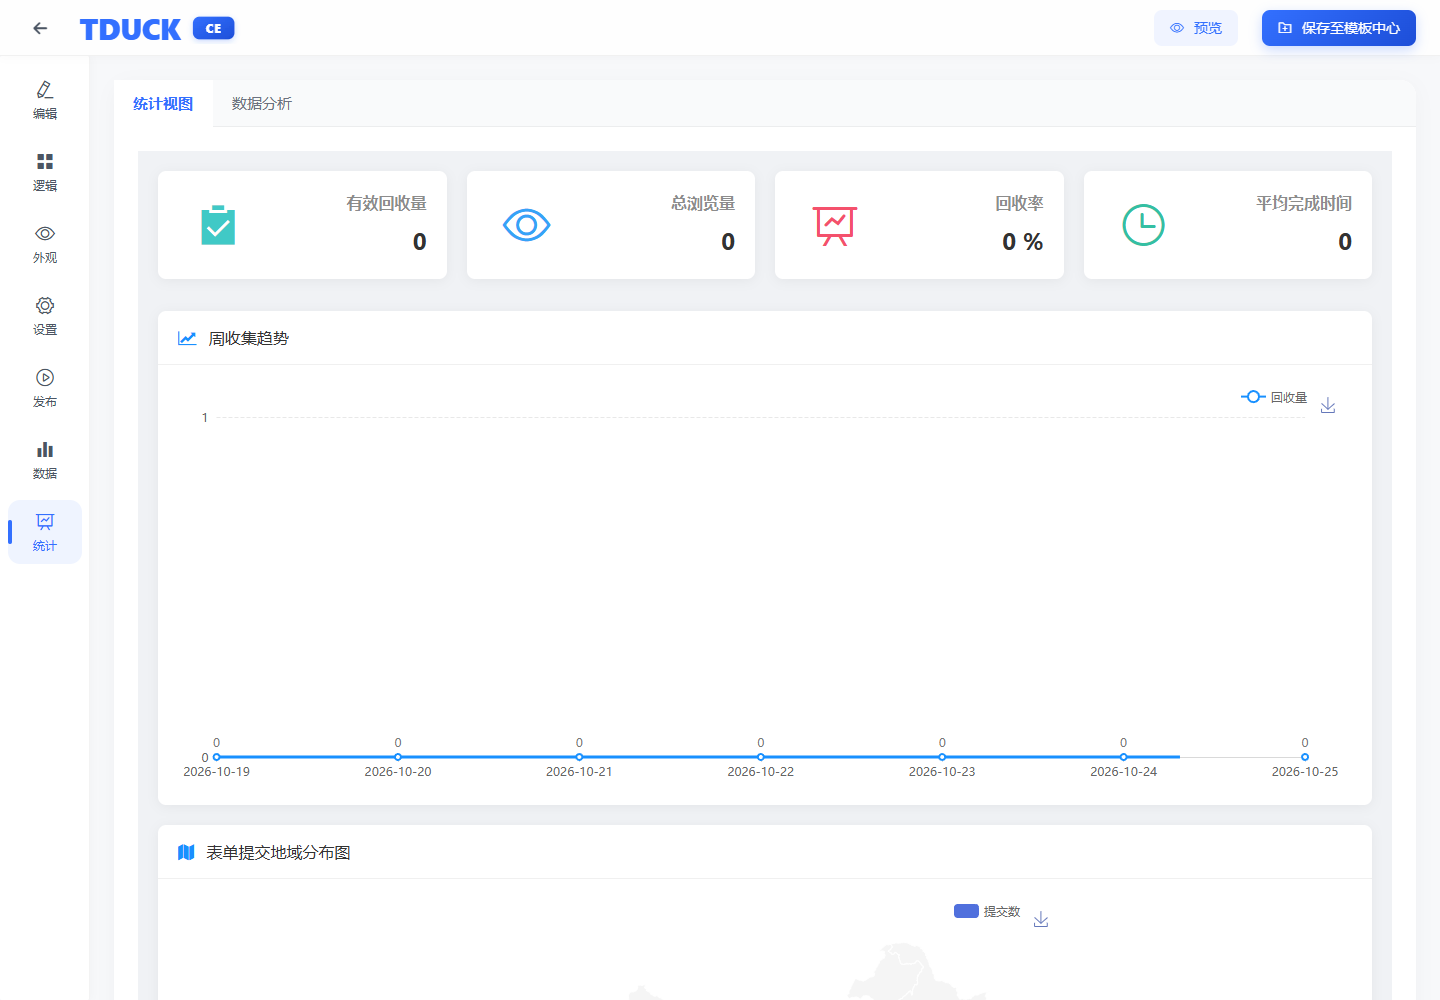 TDUCK CE
预览
保存至模板中心
编辑
逻辑
外观
设置
发布
数据
统计
统计视图
数据分析
有效回收量
0
总浏览量
0
回收率
0 %
平均完成时间
0
周收集趋势
回收量
1
0
0 0 0 0 0 0 0
2026-10-19 2026-10-20 2026-10-21 2026-10-22 2026-10-23 2026-10-24 2026-10-25
表单提交地域分布图
提交数